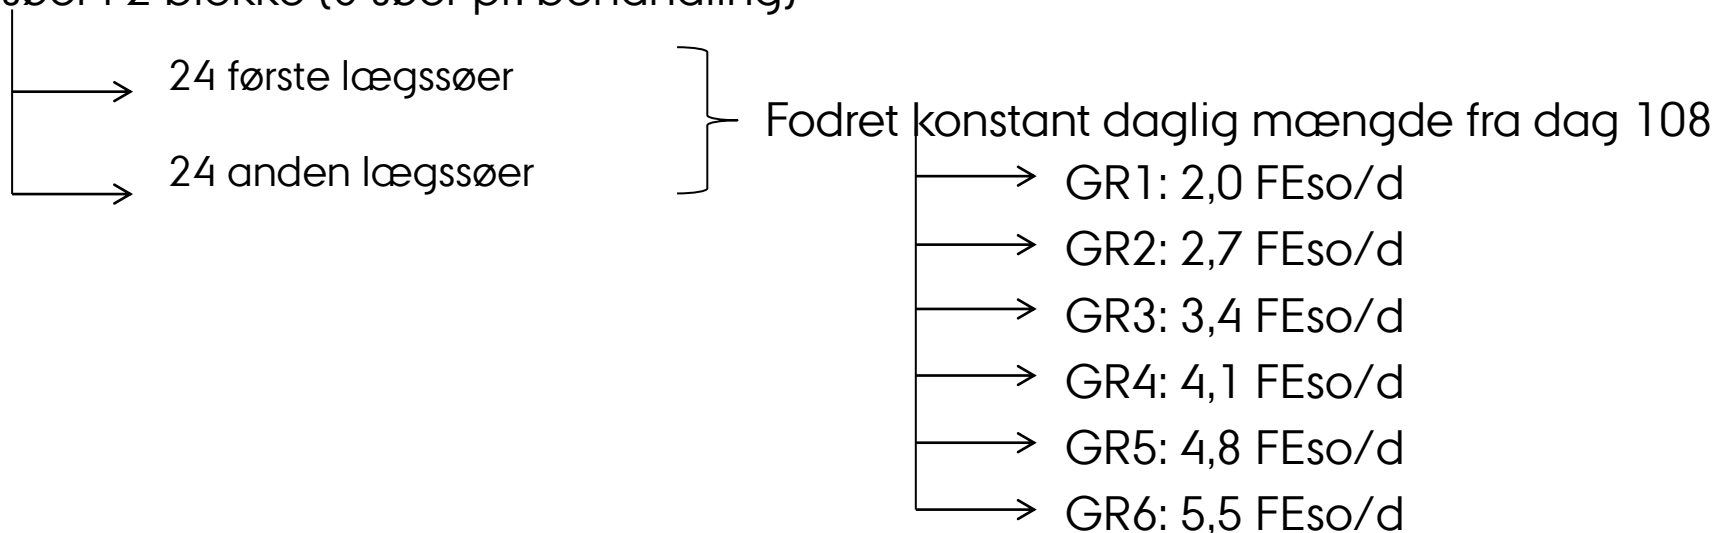 24 første lægssøer
24 anden lægssøer
Fodret konstant daglig mængde fra dag 108
GR1: 2,0 FEso/d
GR2: 2,7 FEso/d
GR3: 3,4 FEso/d
GR4: 4,1 FEso/d
GR5: 4,8 FEso/d
GR6: 5,5 FEso/d